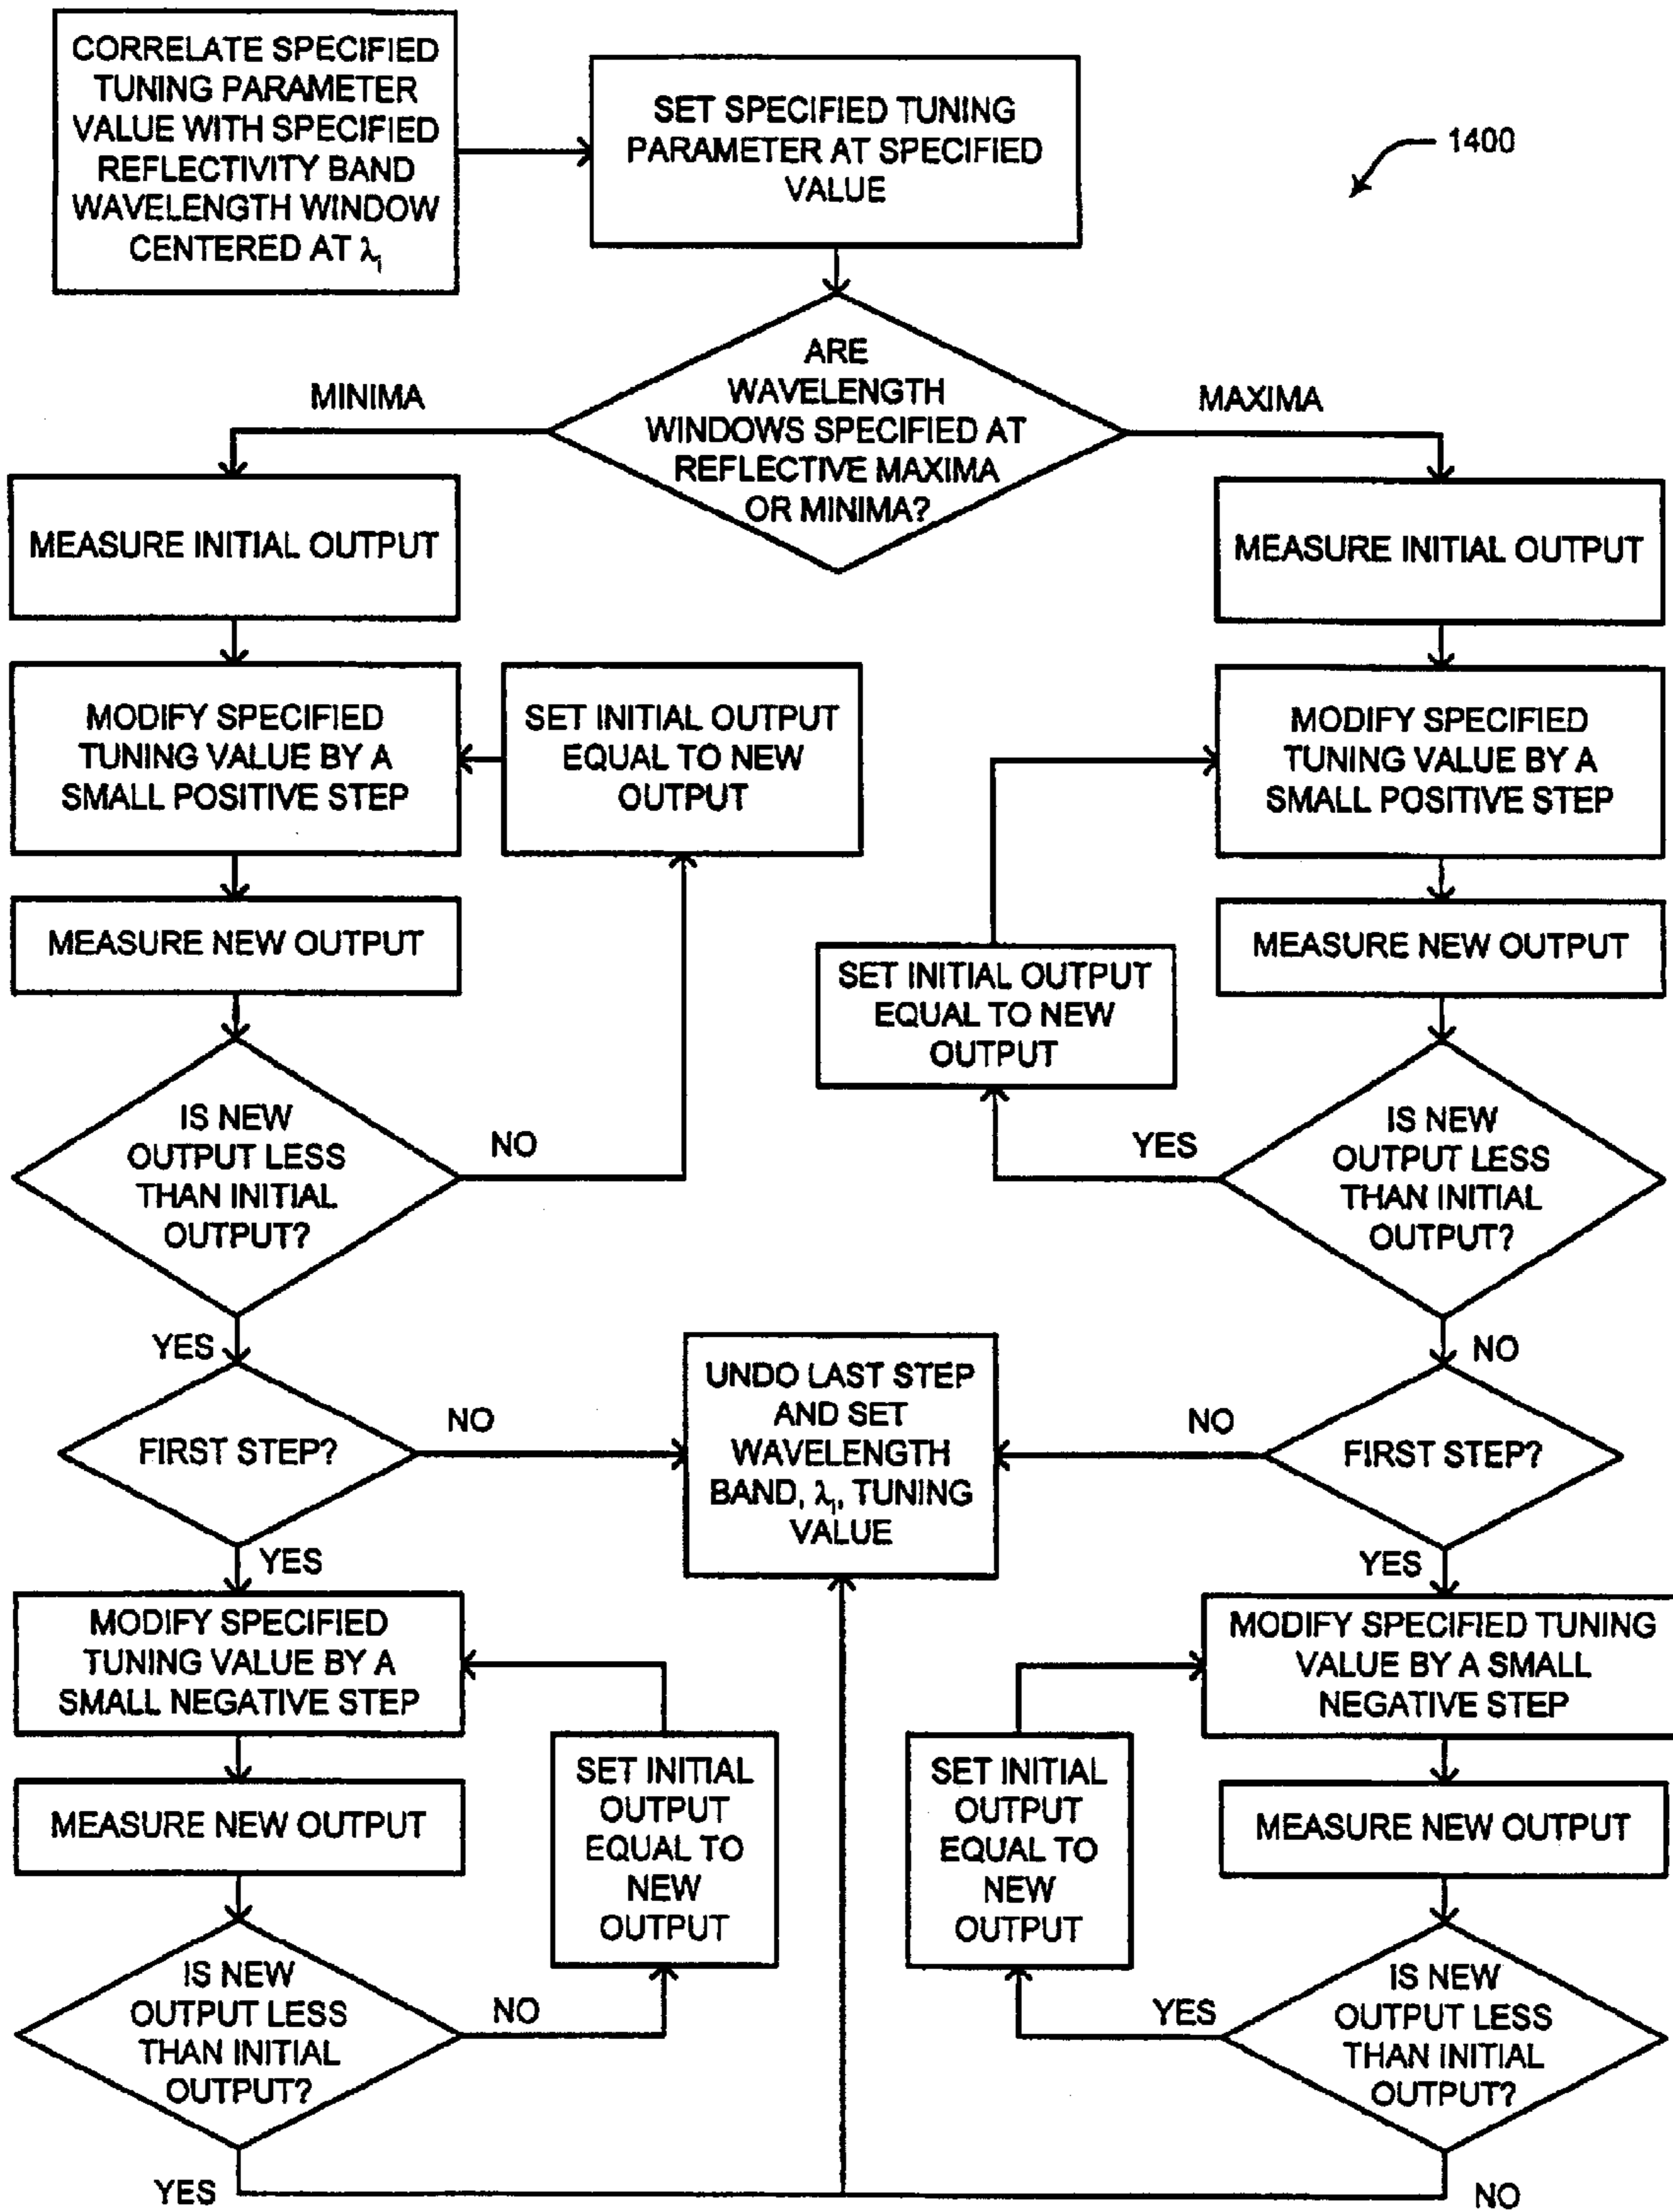 CORRELATE SPECIFIED
TUNING PARAMETER
VALUE WITH SPECIFIED
REFLECTIVITY BAND
WAVELENGTH WINDOW
CENTERED AT λi
SET SPECIFIED TUNING
PARAMETER AT SPECIFIED
VALUE
1400
ARE
WAVELENGTH
WINDOWS SPECIFIED AT
REFLECTIVE MAXIMA
OR MINIMA?
MINIMA
MAXIMA
MEASURE INITIAL OUTPUT
MODIFY SPECIFIED
TUNING VALUE BY A
SMALL POSITIVE STEP
SET INITIAL OUTPUT
EQUAL TO NEW
OUTPUT
MEASURE NEW OUTPUT
IS NEW
OUTPUT LESS
THAN INITIAL
OUTPUT?
NO
YES
FIRST STEP?
NO
YES
MODIFY SPECIFIED
TUNING VALUE BY A
SMALL NEGATIVE STEP
MEASURE NEW OUTPUT
SET INITIAL
OUTPUT
EQUAL TO
NEW
OUTPUT
IS NEW
OUTPUT LESS
THAN INITIAL
OUTPUT?
NO
YES
UNDO LAST STEP
AND SET
WAVELENGTH
BAND, λi, TUNING
VALUE
MEASURE INITIAL OUTPUT
MODIFY SPECIFIED
TUNING VALUE BY A
SMALL POSITIVE STEP
MEASURE NEW OUTPUT
SET INITIAL OUTPUT
EQUAL TO NEW
OUTPUT
IS NEW
OUTPUT LESS
THAN INITIAL
OUTPUT?
YES
NO
FIRST STEP?
NO
YES
MODIFY SPECIFIED TUNING
VALUE BY A SMALL
NEGATIVE STEP
MEASURE NEW OUTPUT
SET INITIAL
OUTPUT
EQUAL TO
NEW
OUTPUT
IS NEW
OUTPUT LESS
THAN INITIAL
OUTPUT?
YES
NO